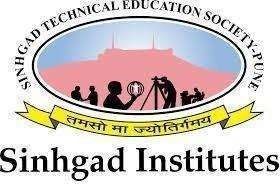 SINHGAD TECHNICAL EDUCATION SOCIETY-PUNE
तमसो मा ज्योतिर्गमय
Sinhgad Institutes